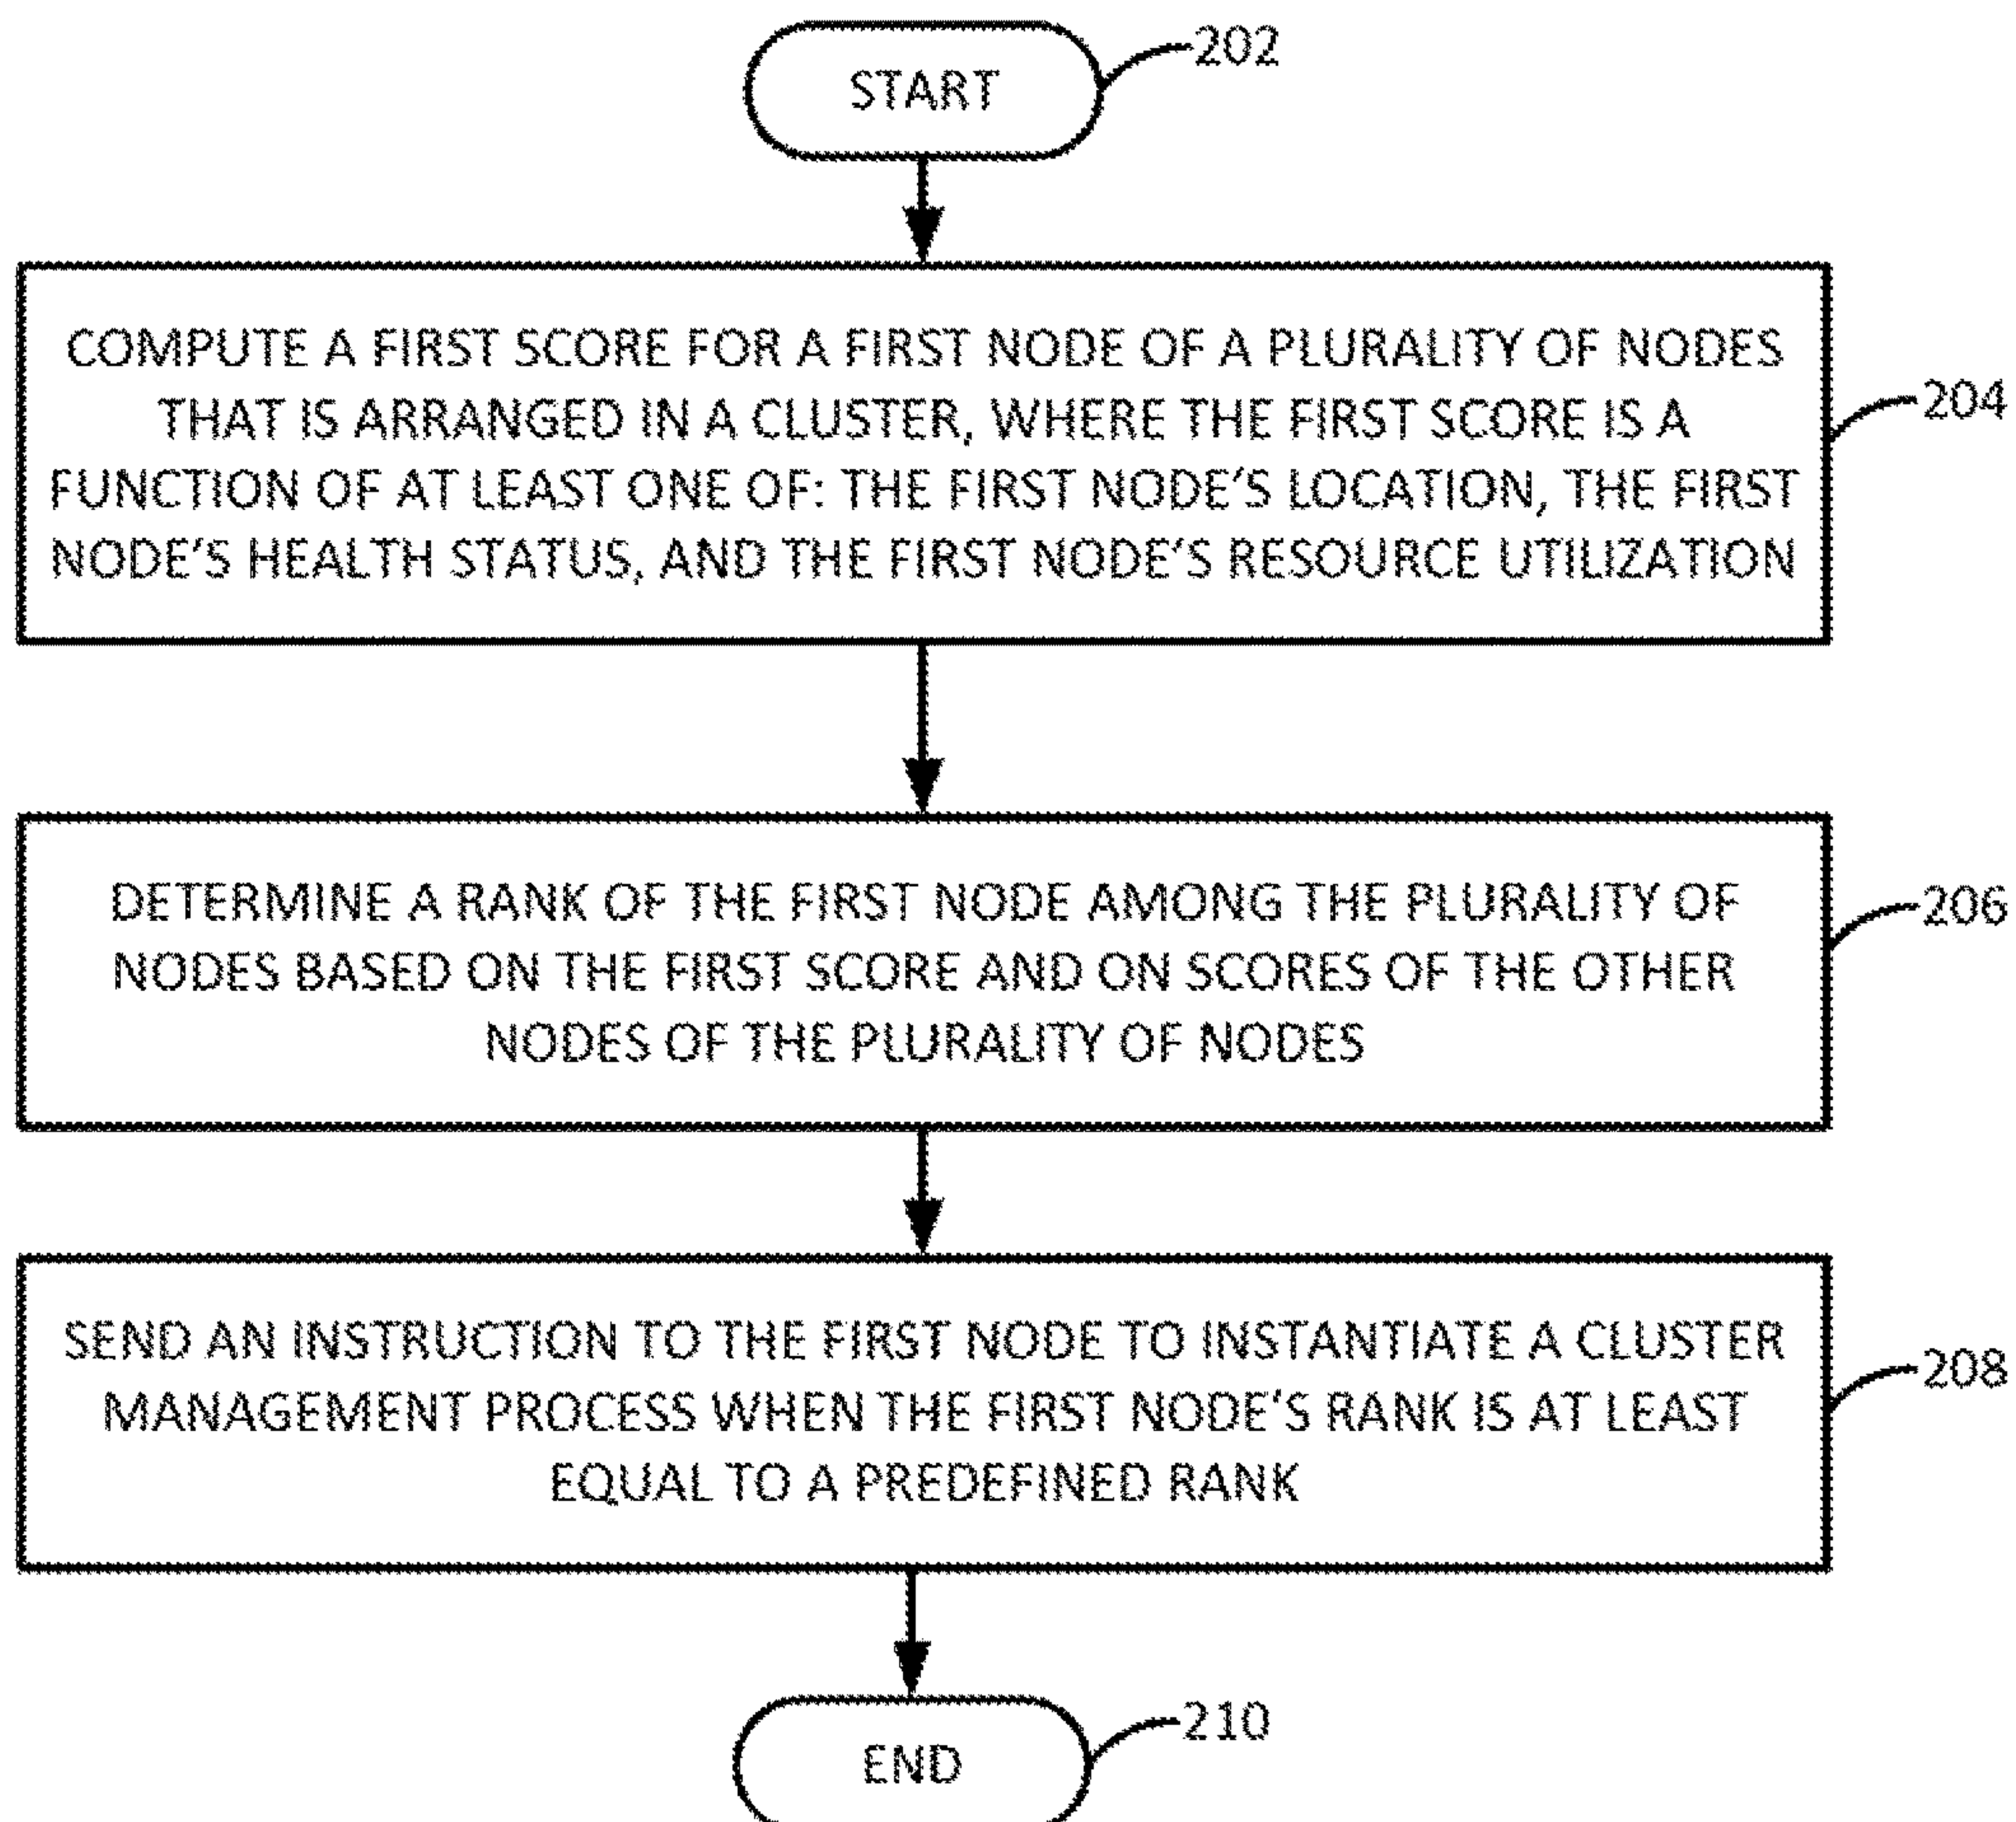 START
202
COMPUTE A FIRST SCORE FOR A FIRST NODE OF A PLURALITY OF NODES
THAT IS ARRANGED IN A CLUSTER, WHERE THE FIRST SCORE IS A
FUNCTION OF AT LEAST ONE OF: THE FIRST NODE'S LOCATION, THE FIRST
NODE'S HEALTH STATUS, AND THE FIRST NODE'S RESOURCE UTILIZATION
204
DETERMINE A RANK OF THE FIRST NODE AMONG THE PLURALITY OF
NODES BASED ON THE FIRST SCORE AND ON SCORES OF THE OTHER
NODES OF THE PLURALITY OF NODES
206
SEND AN INSTRUCTION TO THE FIRST NODE TO INSTANTIATE A CLUSTER
MANAGEMENT PROCESS WHEN THE FIRST NODE'S RANK IS AT LEAST
EQUAL TO A PREDEFINED RANK
208
END
210